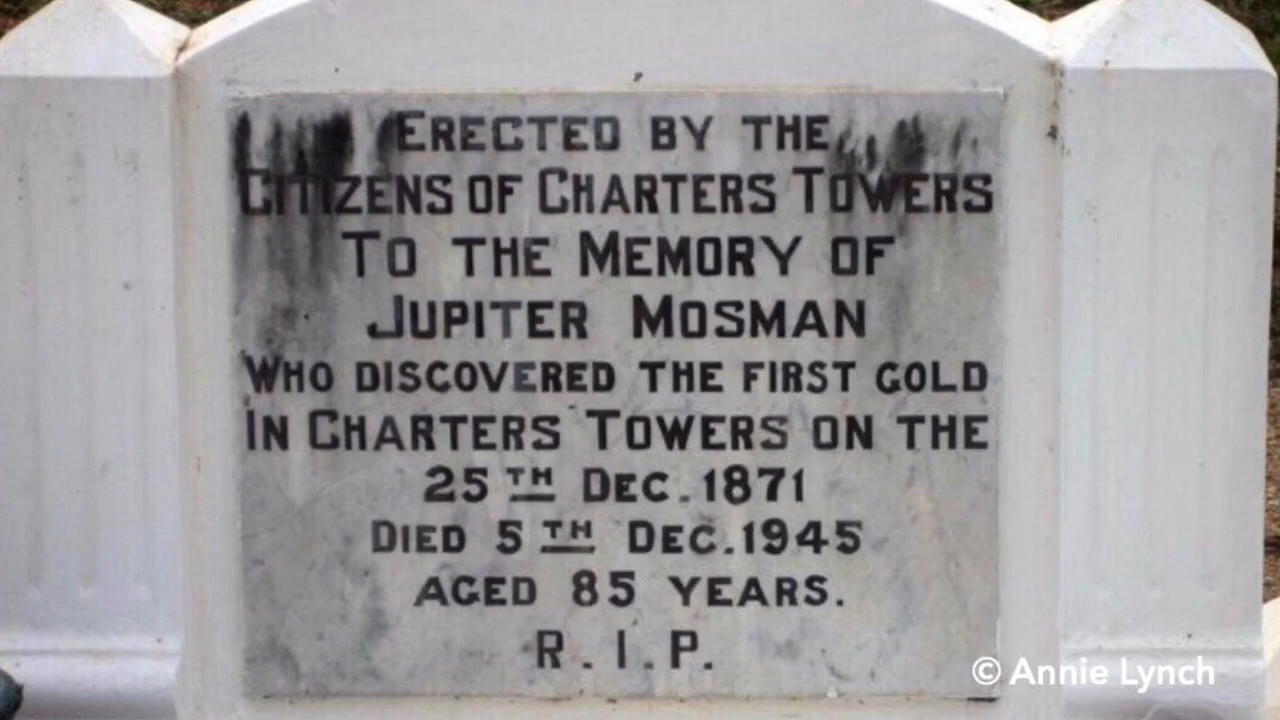 ERECTED BY THE
CITIZENS OF CHARTERS TOWERS
TO THE MEMORY OF
JUPITER MOSMAN
WHO DISCOVERED THE FIRST GOLD
IN CHARTERS TOWERS ON THE
25TH DEC. 1871
DIED 5TH DEC. 1945
AGED 85 YEARS.
R. I. P.
© Annie Lynch